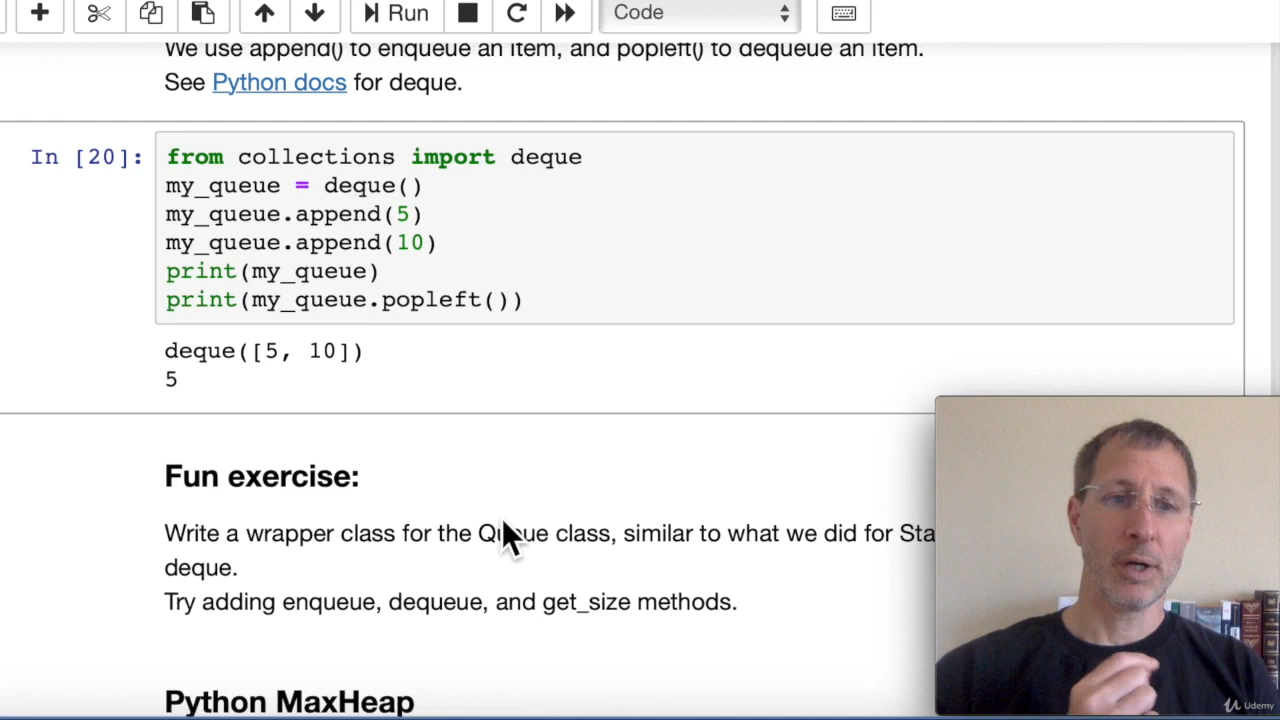 Run
Code
We use append() to enqueue an item, and popleft() to dequeue an item.
See Python docs for deque.
In [20]:
from collections import deque
my_queue = deque()
my_queue.append(5)
my_queue.append(10)
print(my_queue)
print(my_queue.popleft())
deque([5, 10])
5
Fun exercise:
Write a wrapper class for the Queue class, similar to what we did for
deque.
Try adding enqueue, dequeue, and get_size methods.
Python MaxHeap
Udemy